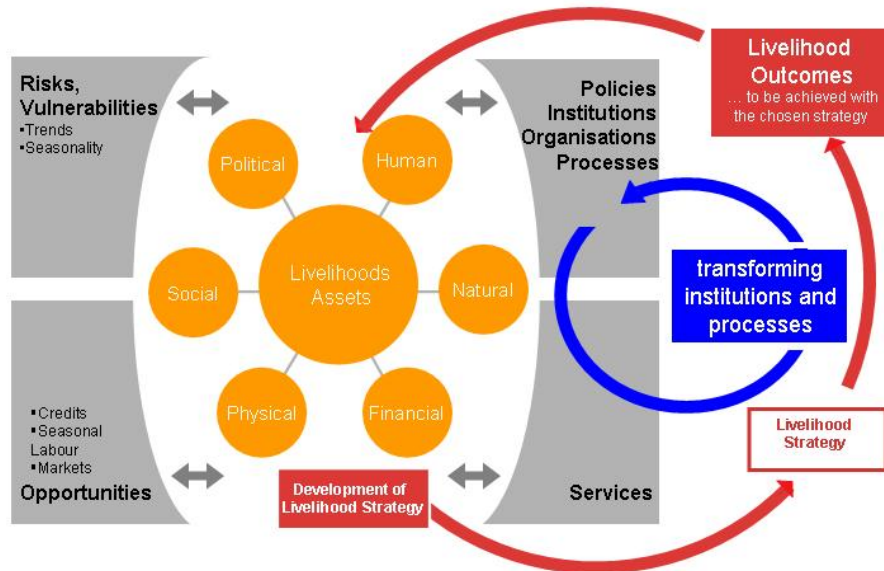 Risks,
Vulnerabilities
▪Trends
▪Seasonality
Policies
Institutions
Organisations
Processes
Livelihood
Outcomes
... to be achieved with
the chosen strategy
Political
Human
Livelihoods
Assets
Social
Natural
Physical
Financial
transforming
institutions and
processes
▪Credits
▪Seasonal
Labour
▪Markets
Opportunities
Development of
Livelihood Strategy
Services
Livelihood
Strategy